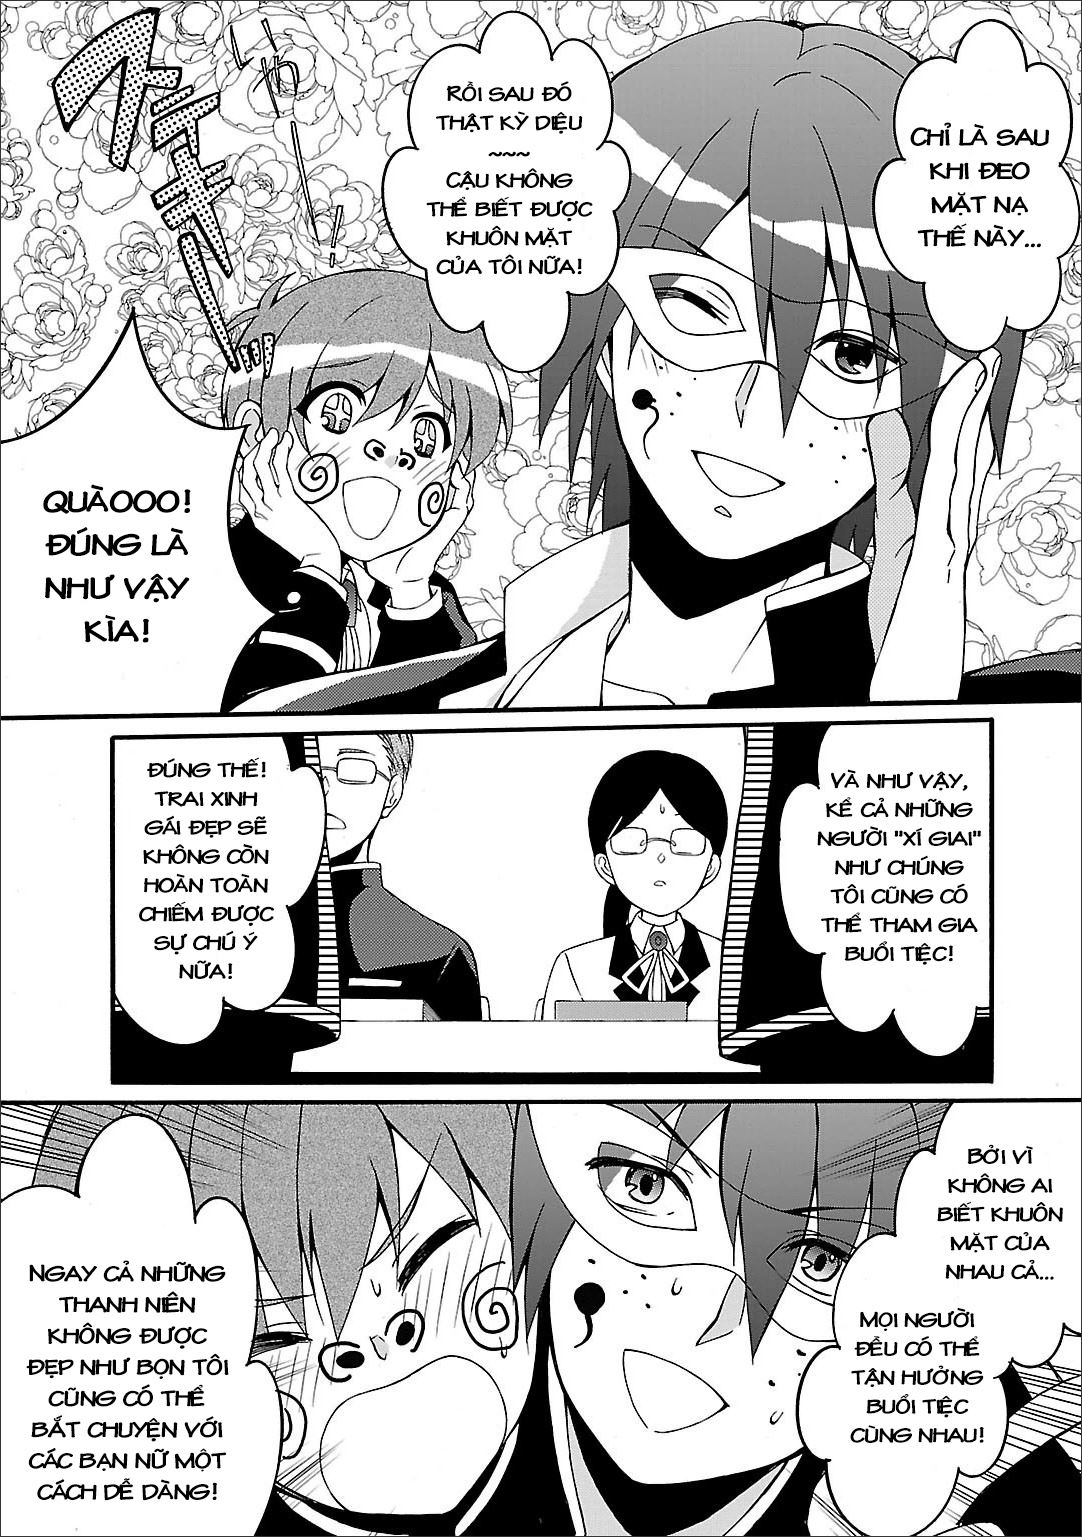 CHỈ LÀ SAU
KHI ĐEO
MẶT NẠ
THẾ NÀY...
RỒI SAU ĐÓ
THẬT KỲ DIỆU
~~~
CẬU KHÔNG
THỂ BIẾT ĐƯỢC
KHUÔN MẶT
CỦA TÔI NỮA!
QUÀOOO!
ĐÚNG LÀ
NHƯ VẬY
KÌA!
VÀ NHƯ VẬY,
KỂ CẢ NHỮNG
NGƯỜI "XÍ GIAI"
NHƯ CHÚNG
TÔI CŨNG CÓ
THỂ THAM GIA
BUỔI TIỆC!
ĐÚNG THẾ!
TRAI XINH
GÁI ĐẸP SẼ
KHÔNG CÒN
HOÀN TOÀN
CHIẾM ĐƯỢC
SỰ CHÚ Ý
NỮA!
BỞI VÌ
KHÔNG AI
BIẾT KHUÔN
MẶT CỦA
NHAU CẢ...
MỌI NGƯỜI
ĐỀU CÓ THỂ
TẬN HƯỞNG
BUỔI TIỆC
CÙNG NHAU!
NGAY CẢ NHỮNG
THANH NIÊN
KHÔNG ĐƯỢC
ĐẸP NHƯ BỌN TÔI
CŨNG CÓ THỂ
BẮT CHUYỆN VỚI
CÁC BẠN NỮ MỘT
CÁCH DỄ DÀNG!